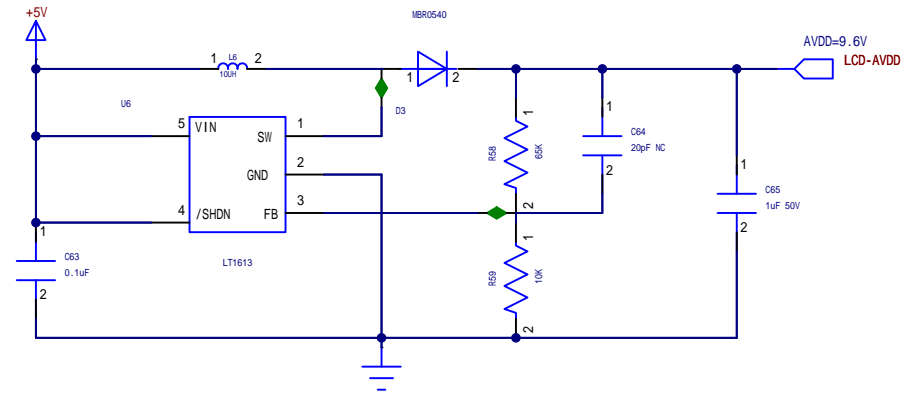 +5V
MBR0540
AVDD=9.6V
LCD-AVDD
1 L6 2
10UH
1 2
D3
U6
5 VIN
SW 1
GND 2
4 /SHDN
FB 3
LT1613
1
C63
0.1uF
2
1
R58
65K
2
1
C64
20pF NC
2
1
R59
10K
2
1
C65
1uF 50V
2